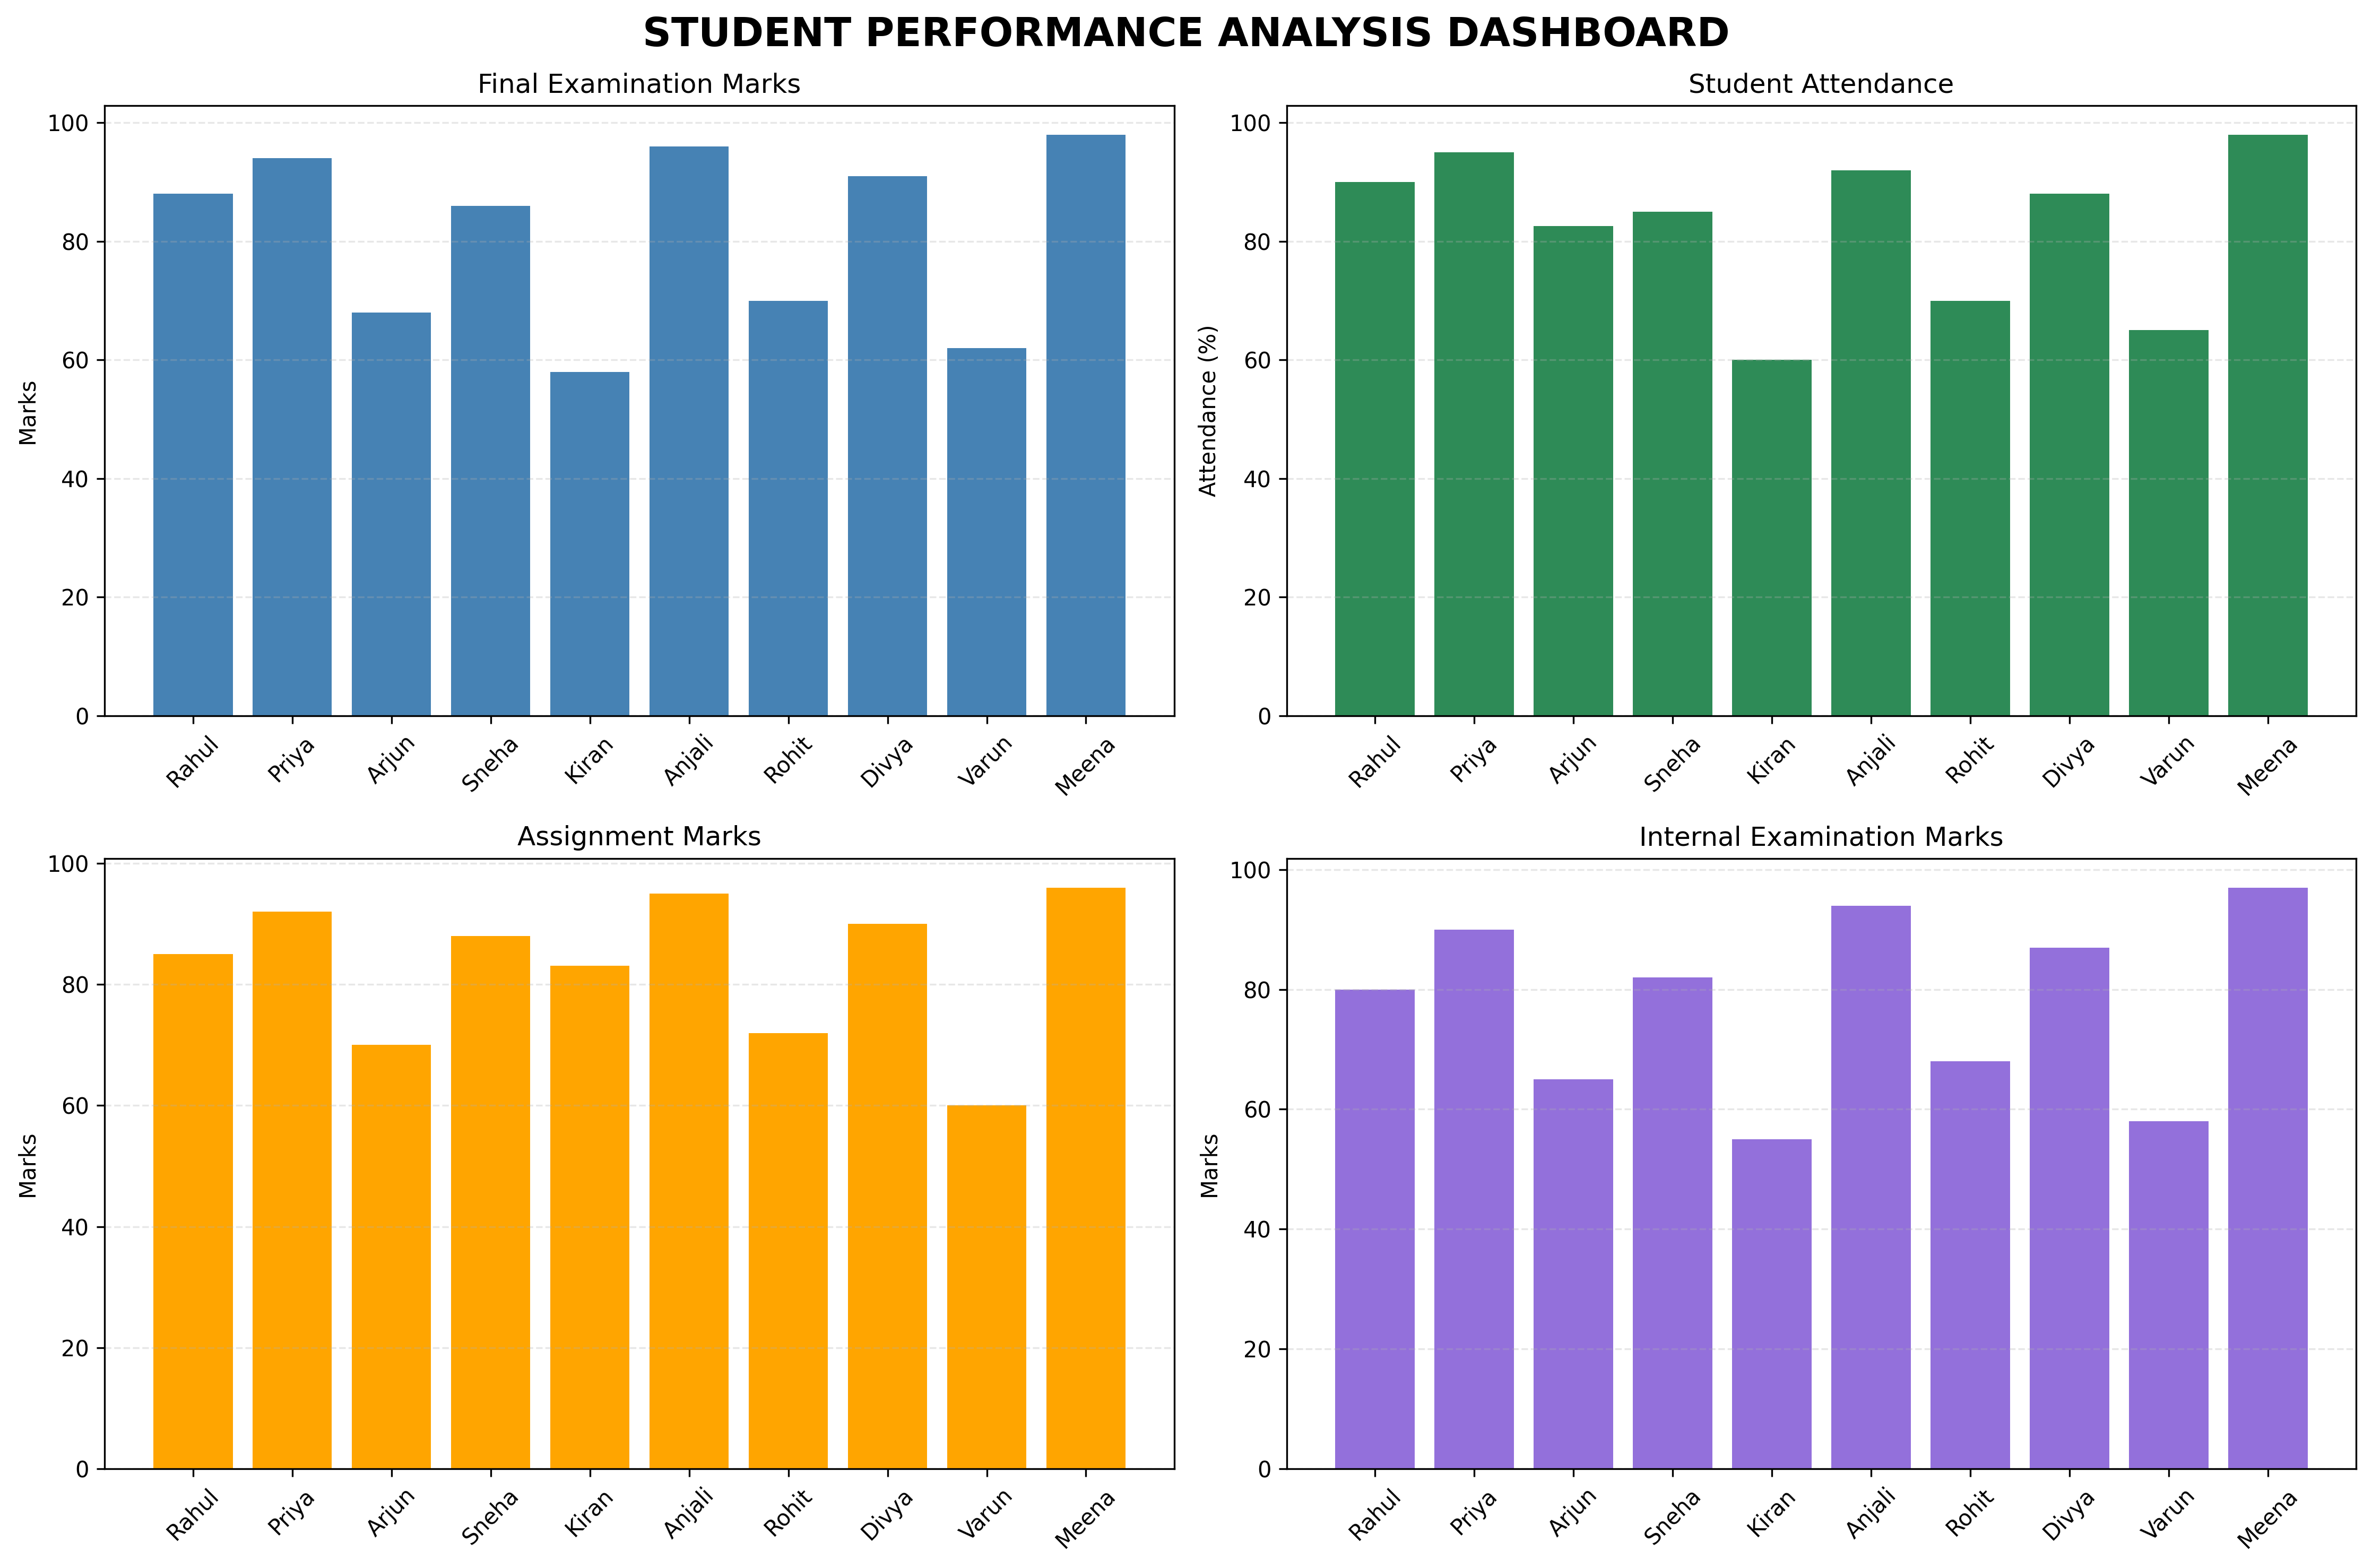 STUDENT PERFORMANCE ANALYSIS DASHBOARD
Final Examination Marks
Marks
100
80
60
40
20
0
Rahul Priya Arjun Sneha Kiran Anjali Rohit Divya Varun Meena
Student Attendance
Attendance (%)
100
80
60
40
20
0
Rahul Priya Arjun Sneha Kiran Anjali Rohit Divya Varun Meena
Assignment Marks
Marks
100
80
60
40
20
0
Rahul Priya Arjun Sneha Kiran Anjali Rohit Divya Varun Meena
Internal Examination Marks
Marks
100
80
60
40
20
0
Rahul Priya Arjun Sneha Kiran Anjali Rohit Divya Varun Meena